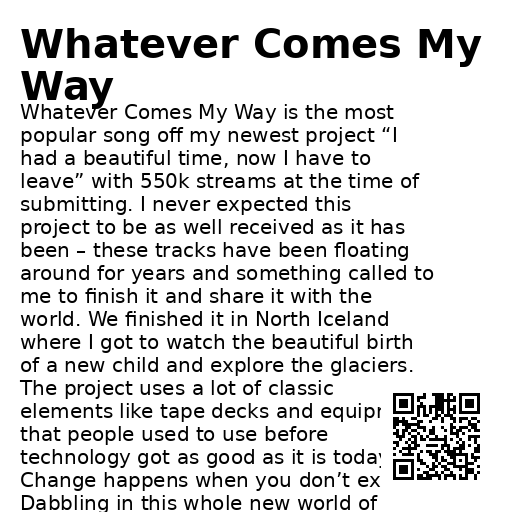 Whatever Comes My
Way
Whatever Comes My Way is the most
popular song off my newest project “I
had a beautiful time, now I have to
leave” with 550k streams at the time of
submitting. I never expected this
project to be as well received as it has
been – these tracks have been floating
around for years and something called to
me to finish it and share it with the
world. We finished it in North Iceland
where I got to watch the beautiful birth
of a new child and explore the glaciers.
The project uses a lot of classic
elements like tape decks and
that people used to use before
technology got as good as it is today
Change happens when you don’t
Dabbling in this whole new world of